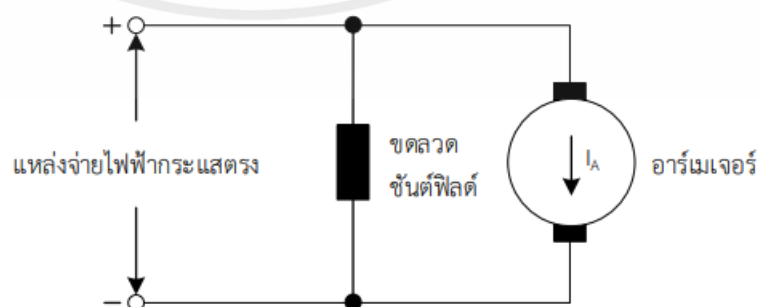 +
แหล่งจ่ายไฟฟ้ากระแสตรง
ขดลวด
ชันต์ฟิลด์
I_A
อาร์เมเจอร์
−